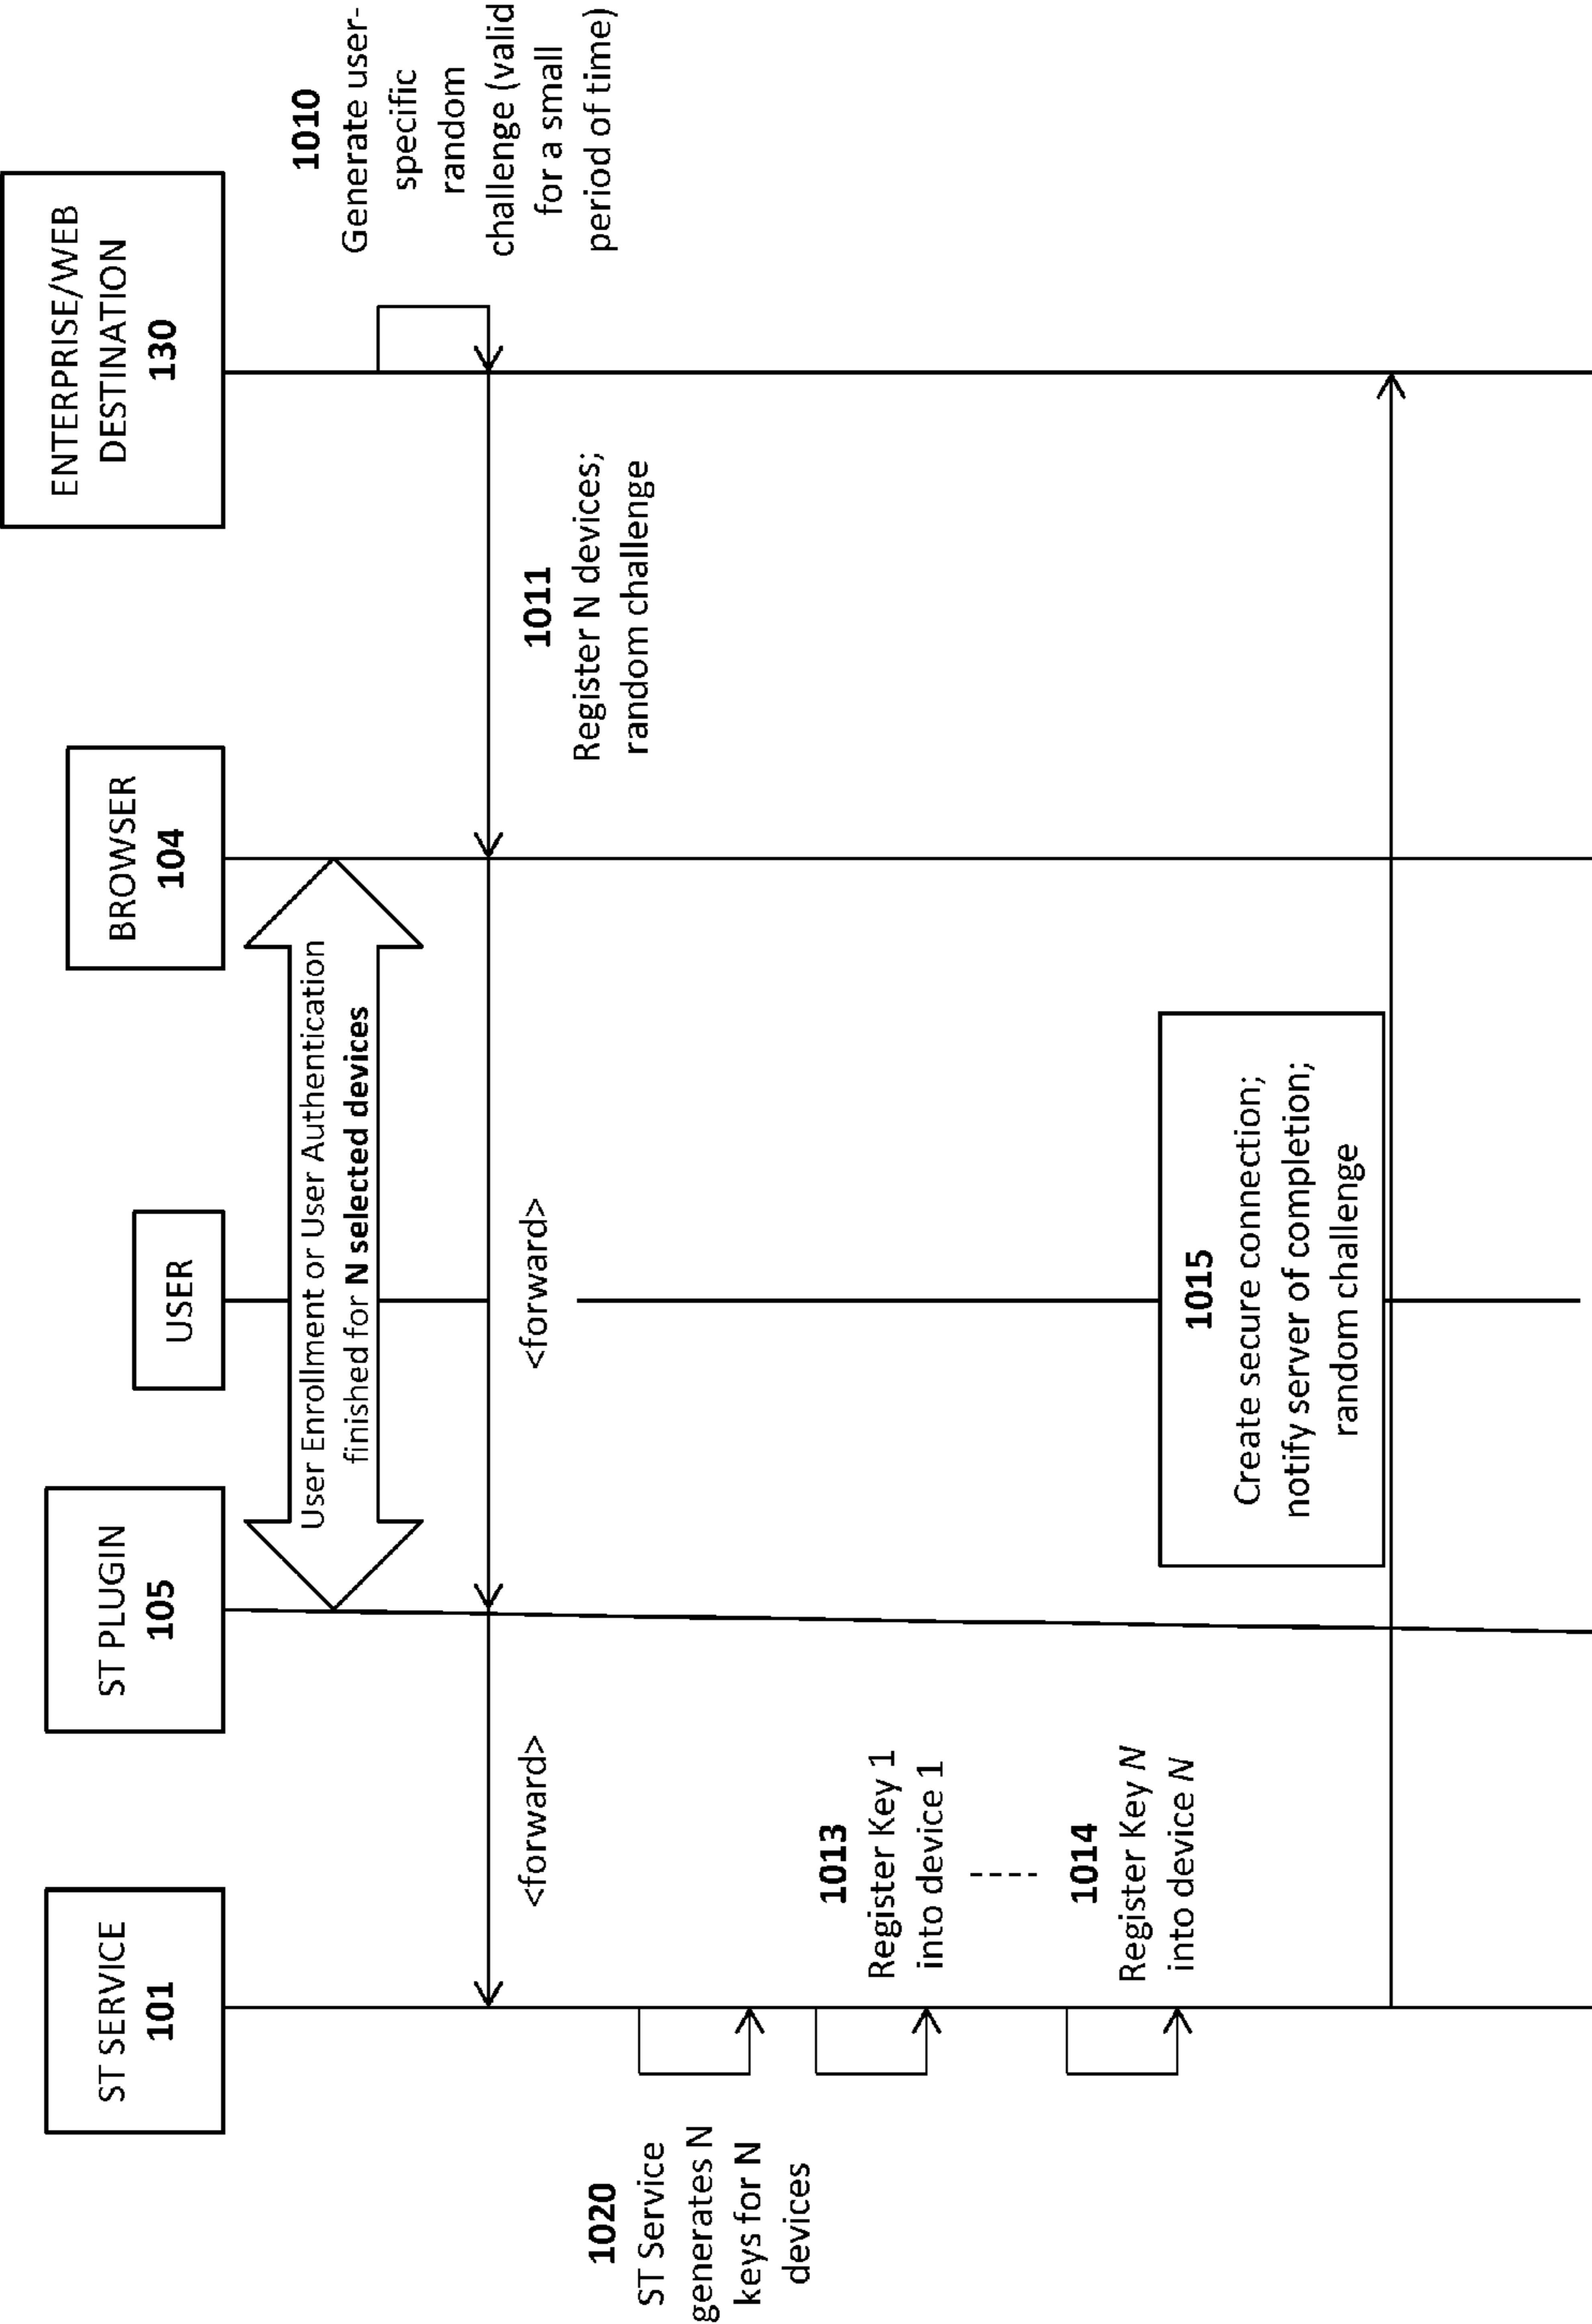 ST SERVICE
101
ST PLUGIN
105
USER
BROWSER
104
ENTERPRISE/WEB
DESTINATION
130
User Enrollment or User Authentication
finished for N selected devices
1010
Generate user-
specific
random
challenge (valid
for a small
period of time)
1011
Register N devices;
random challenge
<forward>
<forward>
1020
ST Service
generates N
keys for N
devices
1013
Register Key 1
into device 1
-----
1014
Register Key N
into device N
1015
Create secure connection;
notify server of completion;
random challenge